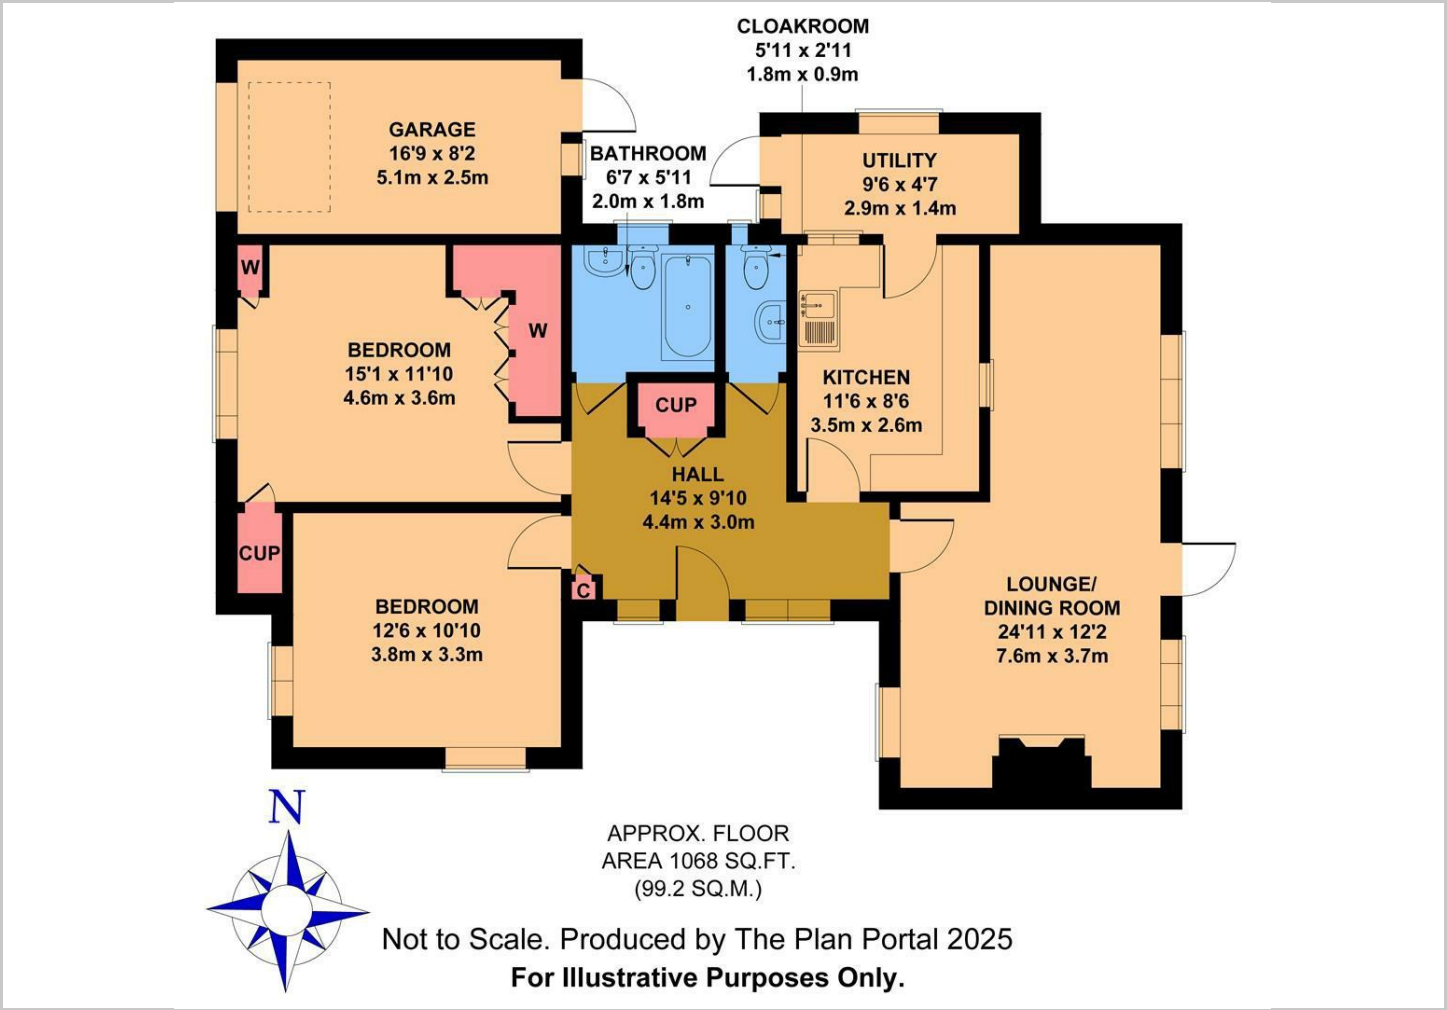 CLOAKROOM
5'11 x 2'11
1.8m x 0.9m
GARAGE
16'9 x 8'2
5.1m x 2.5m
BATHROOM
6'7 x 5'11
2.0m x 1.8m
UTILITY
9'6 x 4'7
2.9m x 1.4m
W
W
BEDROOM
15'1 x 11'10
4.6m x 3.6m
CUP
KITCHEN
11'6 x 8'6
3.5m x 2.6m
HALL
14'5 x 9'10
4.4m x 3.0m
CUP
C
BEDROOM
12'6 x 10'10
3.8m x 3.3m
LOUNGE/
DINING ROOM
24'11 x 12'2
7.6m x 3.7m
N
APPROX. FLOOR
AREA 1068 SQ.FT.
(99.2 SQ.M.)
Not to Scale. Produced by The Plan Portal 2025
For Illustrative Purposes Only.